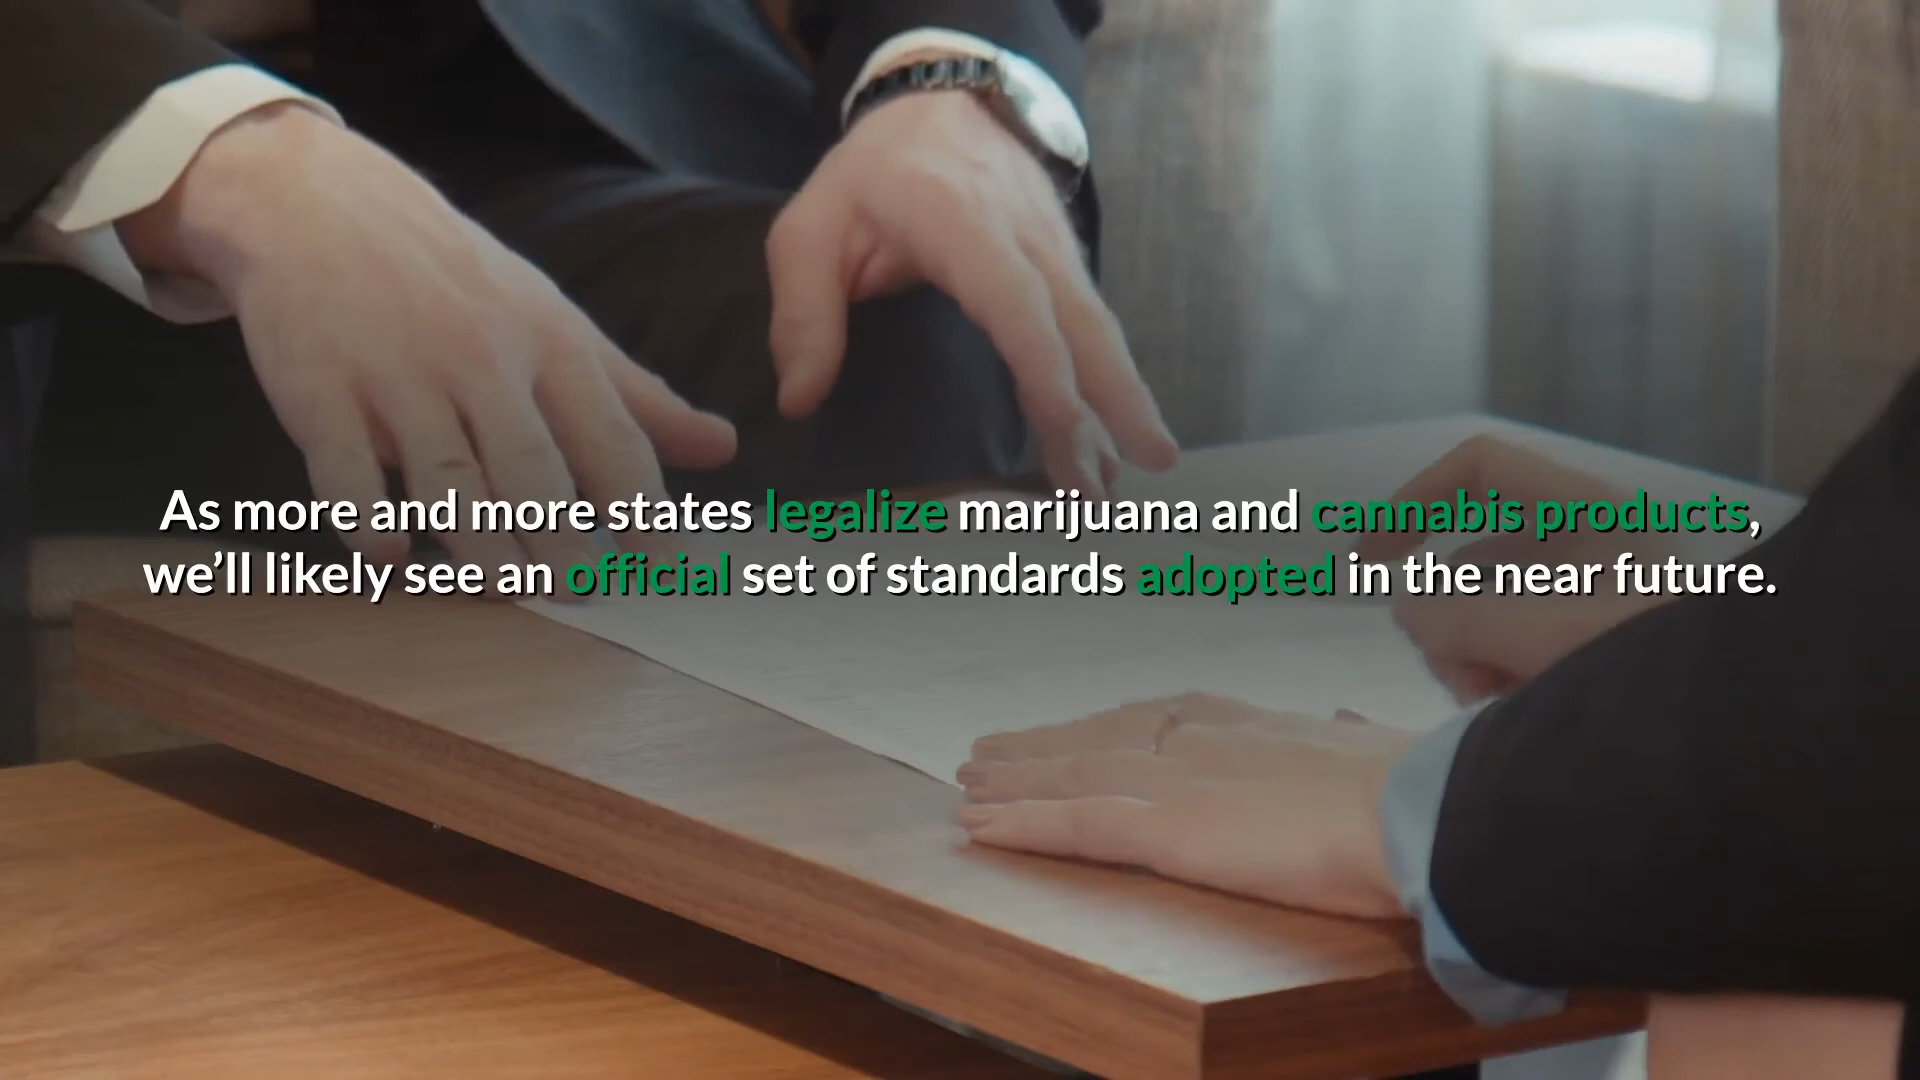 As more and more states legalize marijuana and cannabis products,
we’ll likely see an official set of standards adopted in the near future.